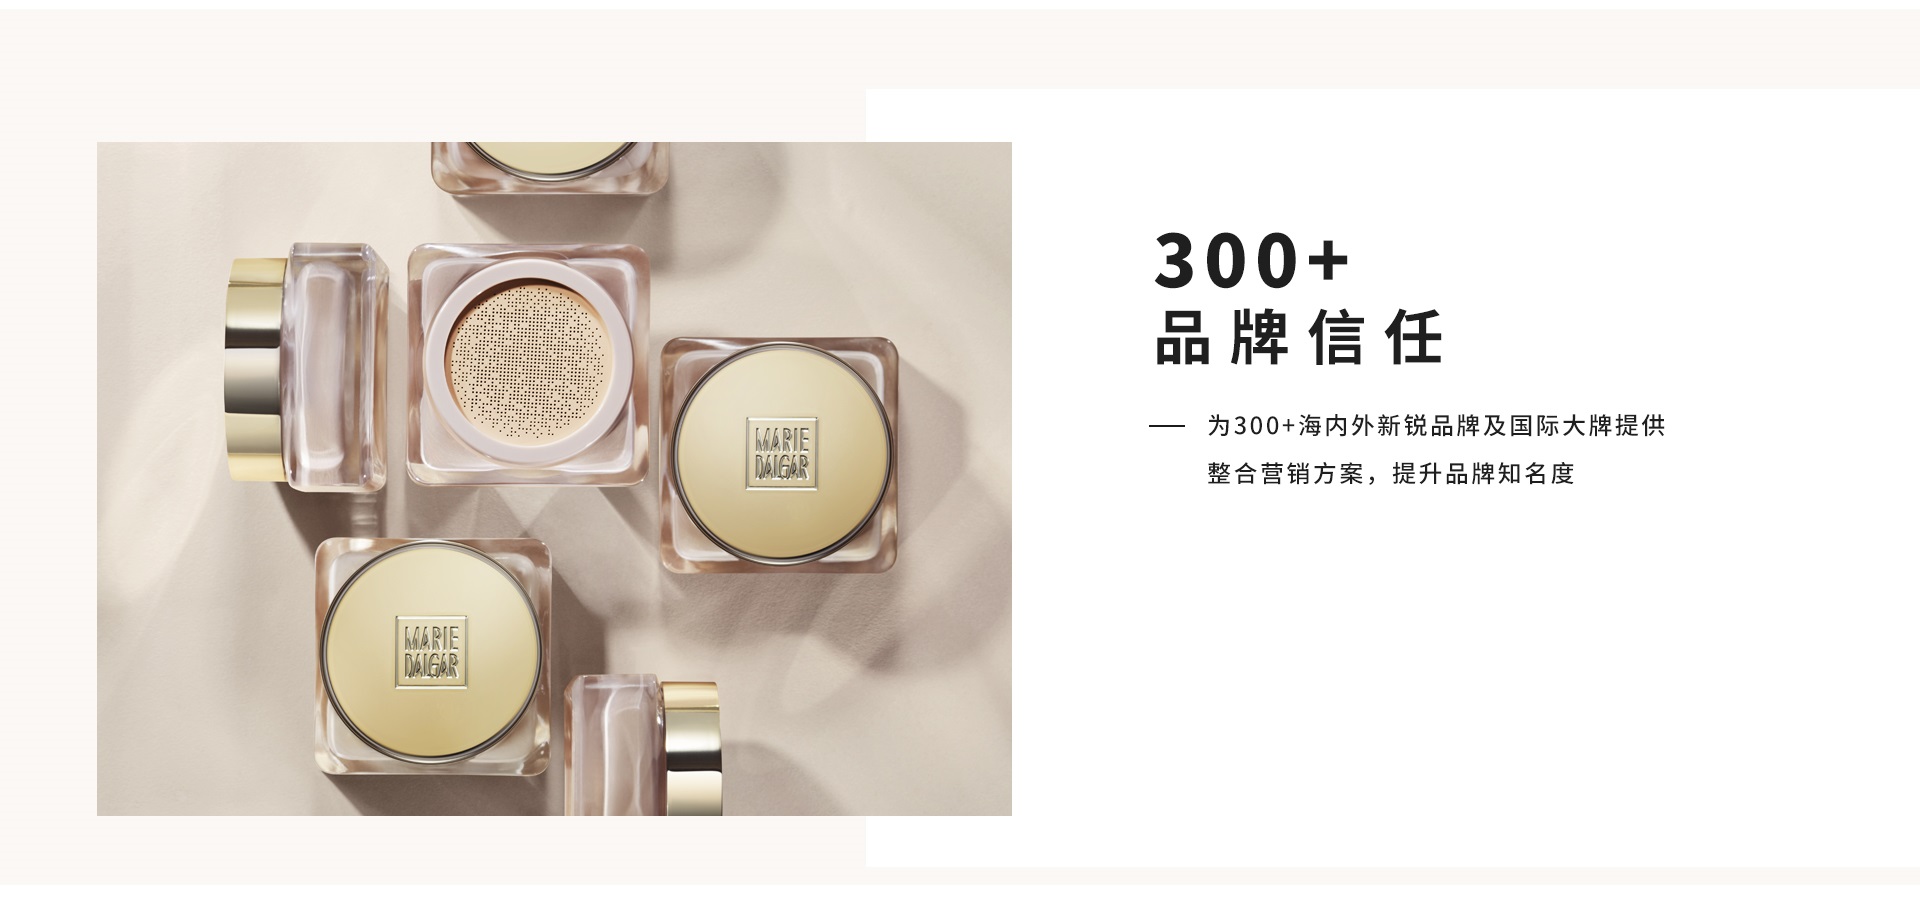 300+
品牌信任
为300+海内外新锐品牌及国际大牌提供
整合营销方案，提升品牌知名度
MARIE
DALGAR
MARIE
DALGAR